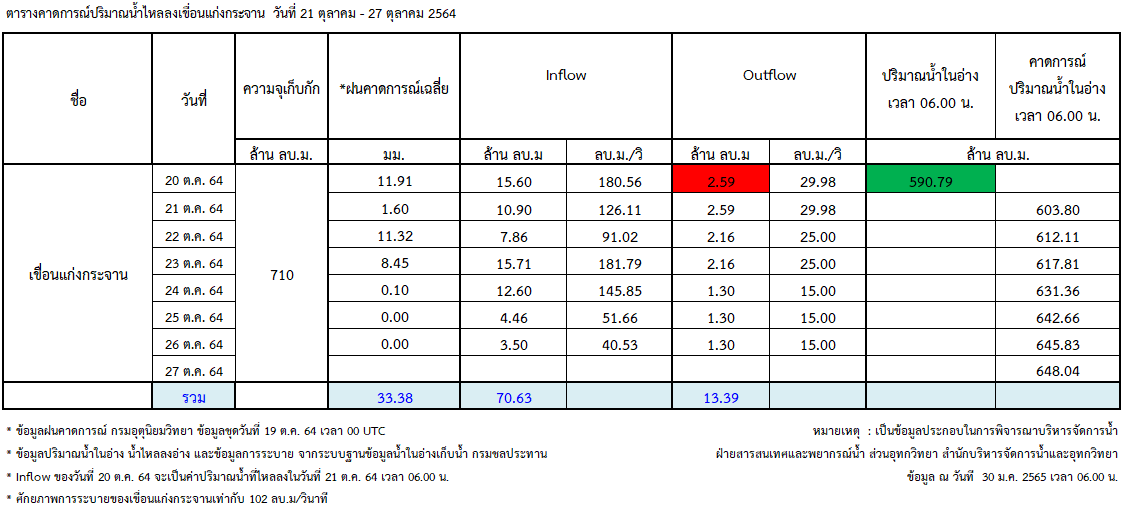 ตารางคาดการณ์ปริมาณน้ำไหลลงเขื่อนแก่งกระจาน วันที่ 21 ตุลาคม - 27 ตุลาคม 2564
ชื่อ วันที่ ความจุเก็บกัก *ฝนคาดการณ์เฉลี่ย Inflow Outflow ปริมาณน้ำในอ่าง เวลา 06.00 น. คาดการณ์ ปริมาณน้ำในอ่าง เวลา 06.00 น.
ล้าน ลบ.ม. มม. ล้าน ลบ.ม ลบ.ม./วิ ล้าน ลบ.ม ลบ.ม./วิ ล้าน ลบ.ม.
20 ต.ค. 64 11.91 15.60 180.56 2.59 29.98 590.79
21 ต.ค. 64 1.60 10.90 126.11 2.59 29.98 603.80
22 ต.ค. 64 11.32 7.86 91.02 2.16 25.00 612.11
23 ต.ค. 64 8.45 15.71 181.79 2.16 25.00 617.81
เขื่อนแก่งกระจาน 710
24 ต.ค. 64 0.10 12.60 145.85 1.30 15.00 631.36
25 ต.ค. 64 0.00 4.46 51.66 1.30 15.00 642.66
26 ต.ค. 64 0.00 3.50 40.53 1.30 15.00 645.83
27 ต.ค. 64 648.04
รวม 33.38 70.63 13.39
* ข้อมูลฝนคาดการณ์ กรมอุตุนิยมวิทยา ข้อมูลชุดวันที่ 19 ต.ค. 64 เวลา 00 UTC
* ข้อมูลปริมาณน้ำในอ่าง น้ำไหลลงอ่าง และข้อมูลการระบาย จากระบบฐานข้อมูลน้ำในอ่างเก็บน้ำ กรมชลประทาน
* Inflow ของวันที่ 20 ต.ค. 64 จะเป็นค่าปริมาณน้ำที่ไหลลงในวันที่ 21 ต.ค. 64 เวลา 06.00 น.
* ศักยภาพการระบายของเขื่อนแก่งกระจานเท่ากับ 102 ลบ.ม/วินาที
หมายเหตุ : เป็นข้อมูลประกอบในการพิจารณาบริหารจัดการน้ำ
ฝ่ายสารสนเทศและพยากรณ์น้ำ ส่วนอุทกวิทยา สำนักบริหารจัดการน้ำและอุทกวิทยา
ข้อมูล ณ วันที่ 30 ม.ค. 2565 เวลา 06.00 น.